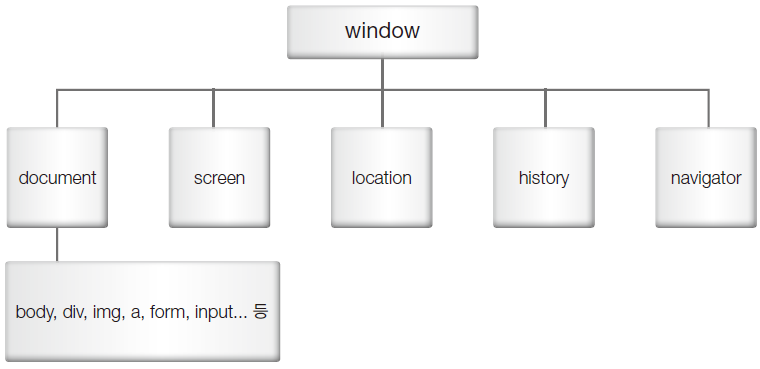 window
document
screen
location
history
navigator
body, div, img, a, form, input... 등